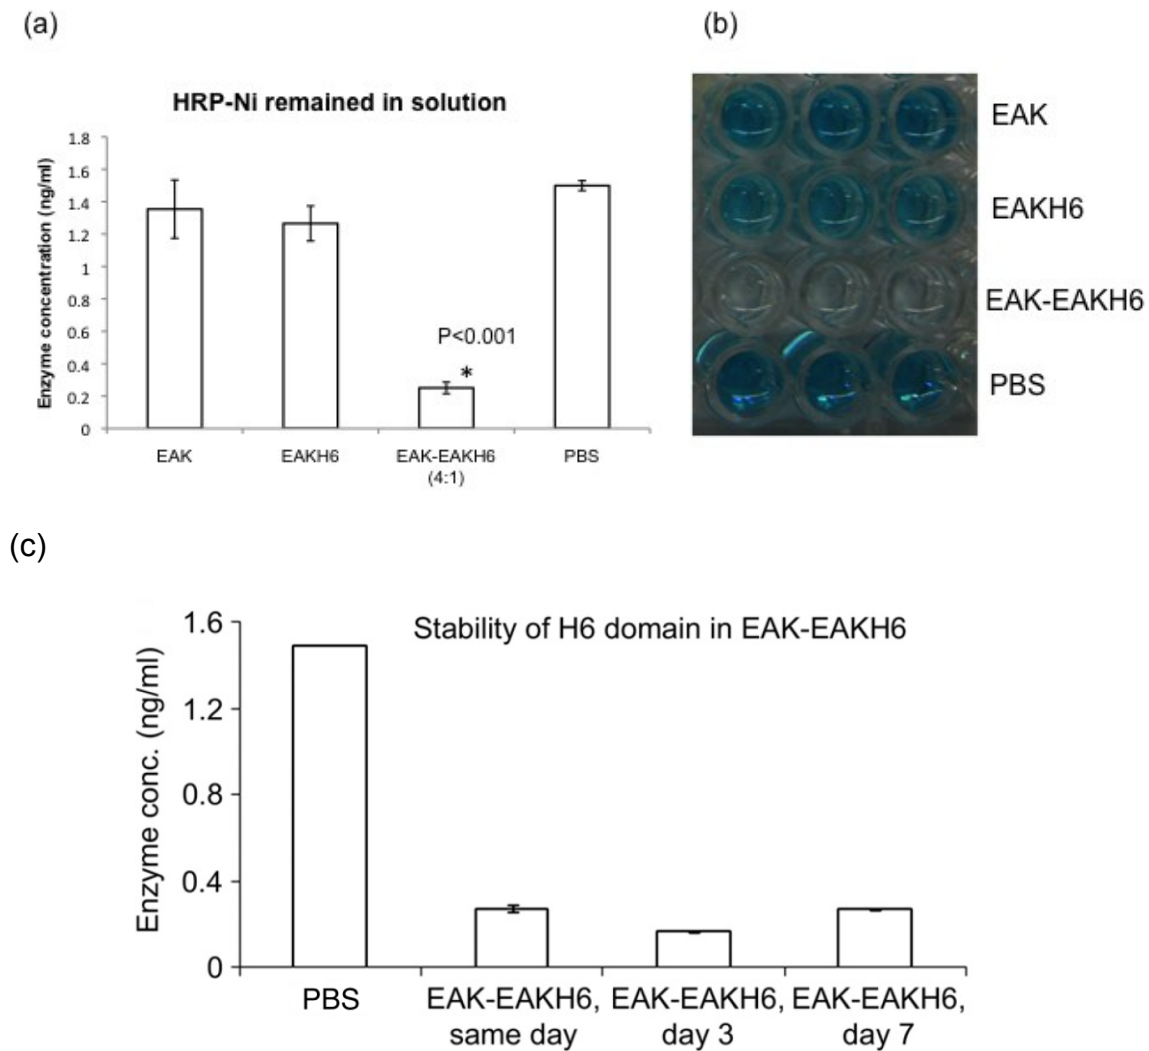 (a)
HRP-Ni remained in solution
Enzyme concentration (ng/ml)
1.8
1.6
1.4
1.2
1
0.8
0.6
0.4
0.2
0
P<0.001
*
EAK
EAKH6
EAK-EAKH6
(4:1)
PBS
(b)
EAK
EAKH6
EAK-EAKH6
PBS
(c)
Stability of H6 domain in EAK-EAKH6
Enzyme conc. (ng/ml)
1.6
1.2
0.8
0.4
0
PBS
EAK-EAKH6,
same day
EAK-EAKH6,
day 3
EAK-EAKH6,
day 7